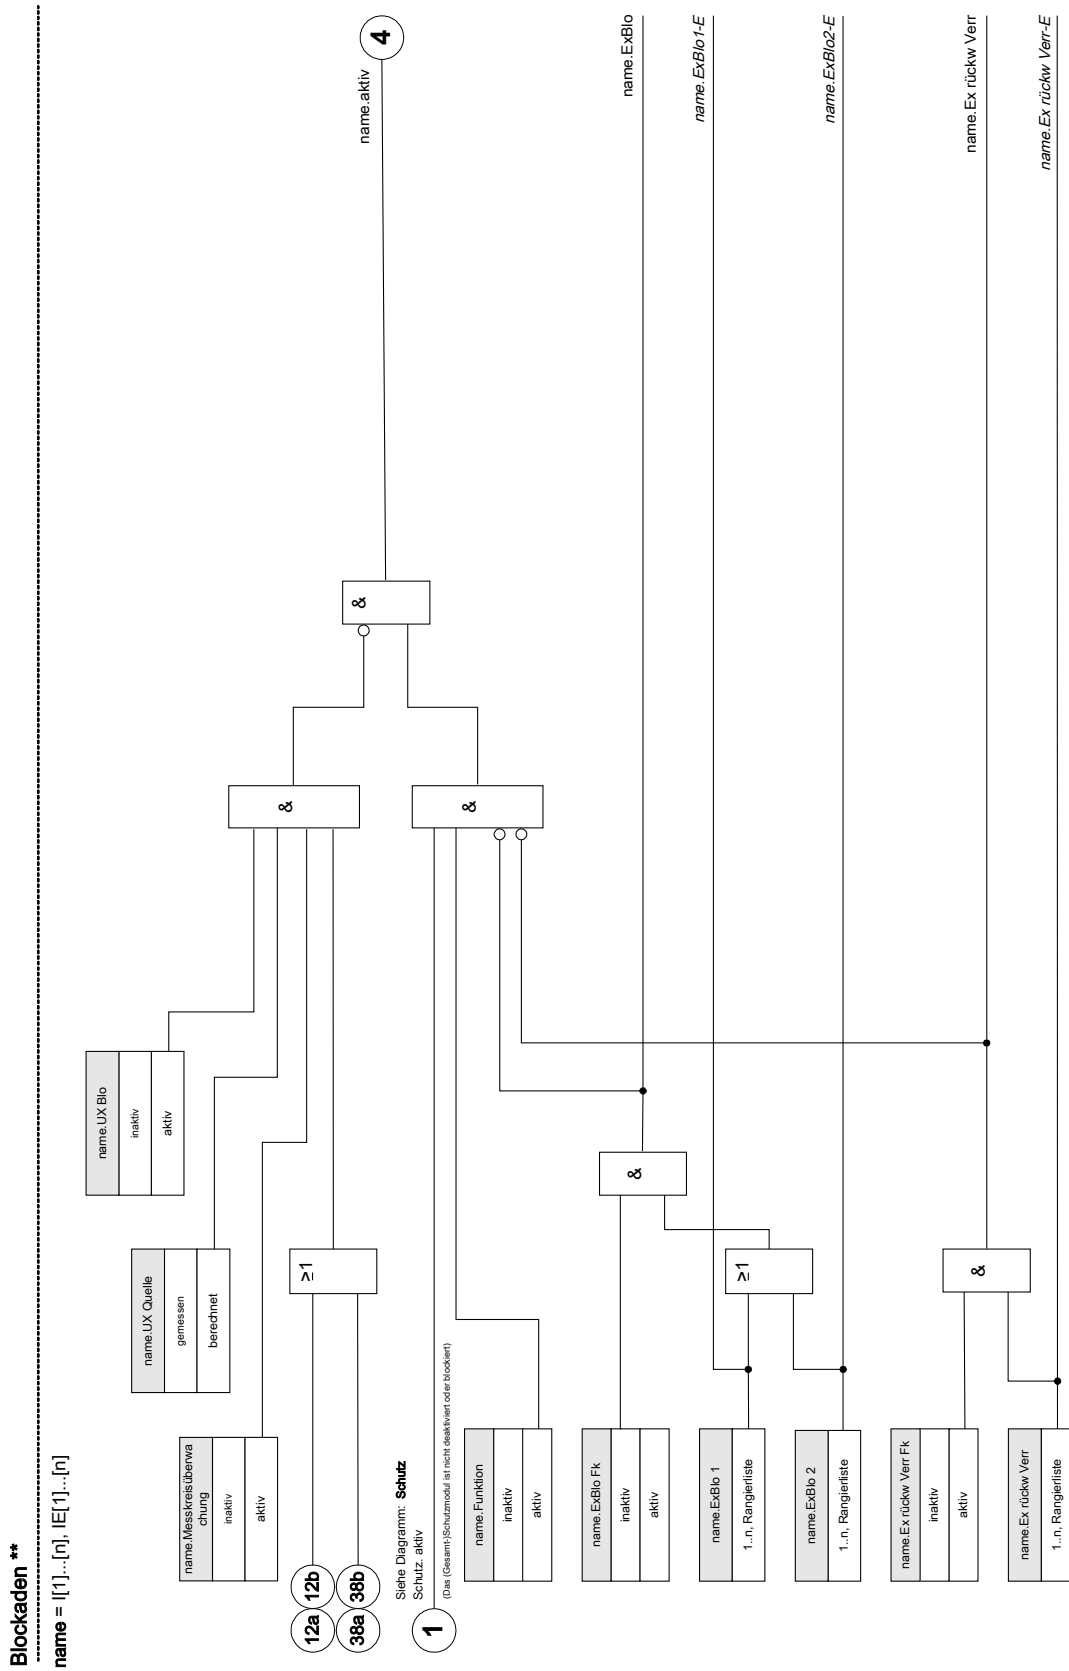 Blockaden **
name = I[1]...[n], IE[1]...[n]
name.UX Blo
inaktiv
aktiv
name.UX Quelle
gemessen
berechnet
name.Messkreisüberwa
chung
inaktiv
aktiv
12a
12b
38a
38b
≥1
&
&
name.aktiv
4
Siehe Diagramm: Schutz
Schutz. aktiv
1
(Das (Gesamt-)Schutzmodul ist nicht deaktiviert oder blockiert)
&
name.Funktion
inaktiv
aktiv
name.ExBlo Fk
inaktiv
aktiv
&
name.ExBlo
name.ExBlo 1
1..n, Rangierliste
≥1
name.ExBlo1-E
name.ExBlo 2
1..n, Rangierliste
name.ExBlo2-E
name.Ex rückw Verr Fk
inaktiv
aktiv
&
name.Ex rückw Verr
name.Ex rückw Verr
1..n, Rangierliste
name.Ex rückw Verr-E